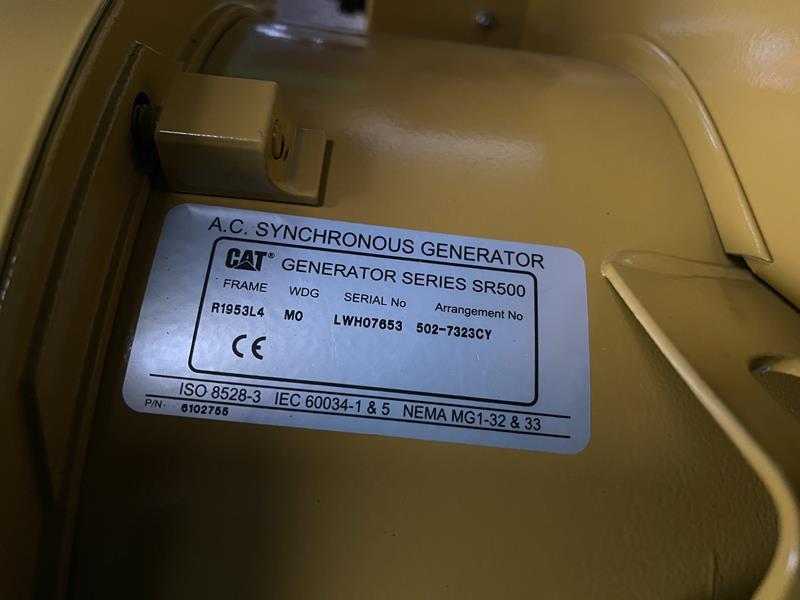 A.C. SYNCHRONOUS GENERATOR
CAT® GENERATOR SERIES SR500
FRAME WDG SERIAL No Arrangement No
R1953L4 MO LWH07653 502-7323CY
CE
ISO 8528-3 IEC 60034-1 & 5 NEMA MG1-32 & 33
P/N· 6102755